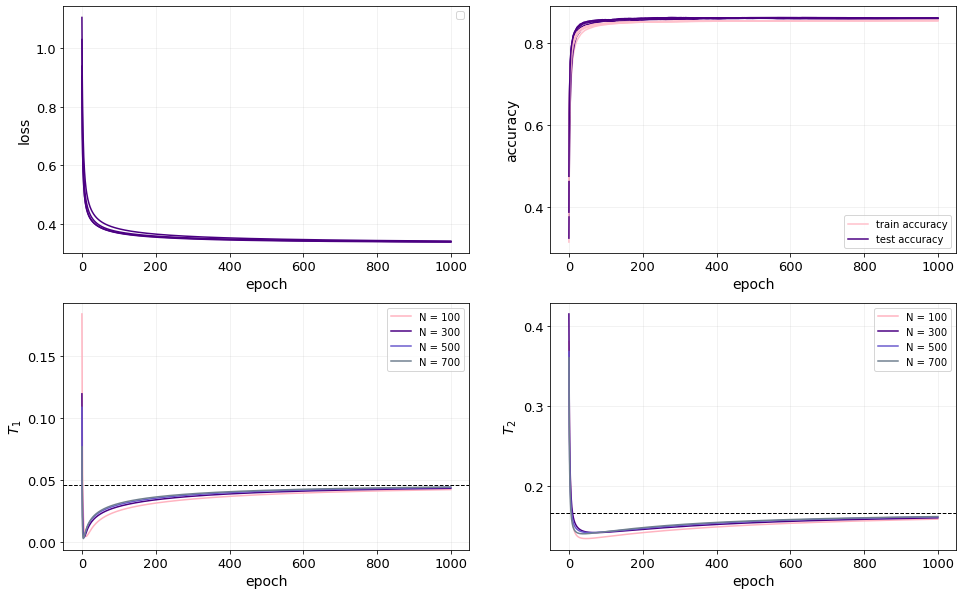 1.0
0.8
0.6
0.4
loss
0 200 400 600 800 1000
epoch
0.8
0.6
0.4
accuracy
train accuracy
test accuracy
0 200 400 600 800 1000
epoch
0.15
0.10
0.05
0.00
T₁
N = 100
N = 300
N = 500
N = 700
0 200 400 600 800 1000
epoch
0.4
0.3
0.2
T₂
N = 100
N = 300
N = 500
N = 700
0 200 400 600 800 1000
epoch